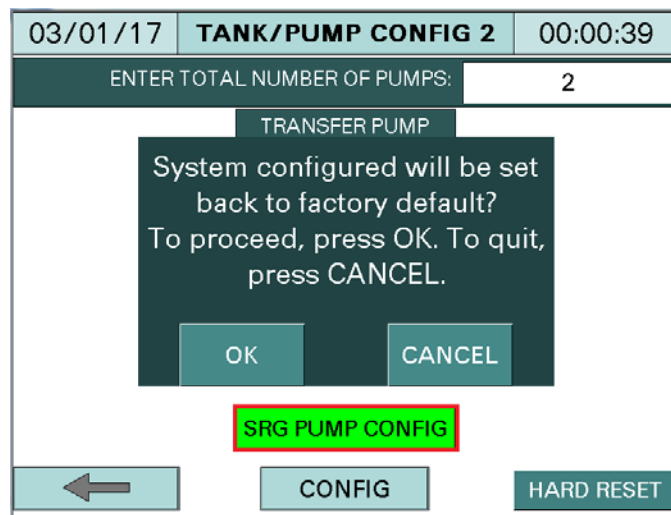 03/01/17 TANK/PUMP CONFIG 2 00:00:39
ENTER TOTAL NUMBER OF PUMPS: 2
TRANSFER PUMP
System configured will be set
back to factory default?
To proceed, press OK. To quit,
press CANCEL.
OK CANCEL
SRG PUMP CONFIG
CONFIG HARD RESET